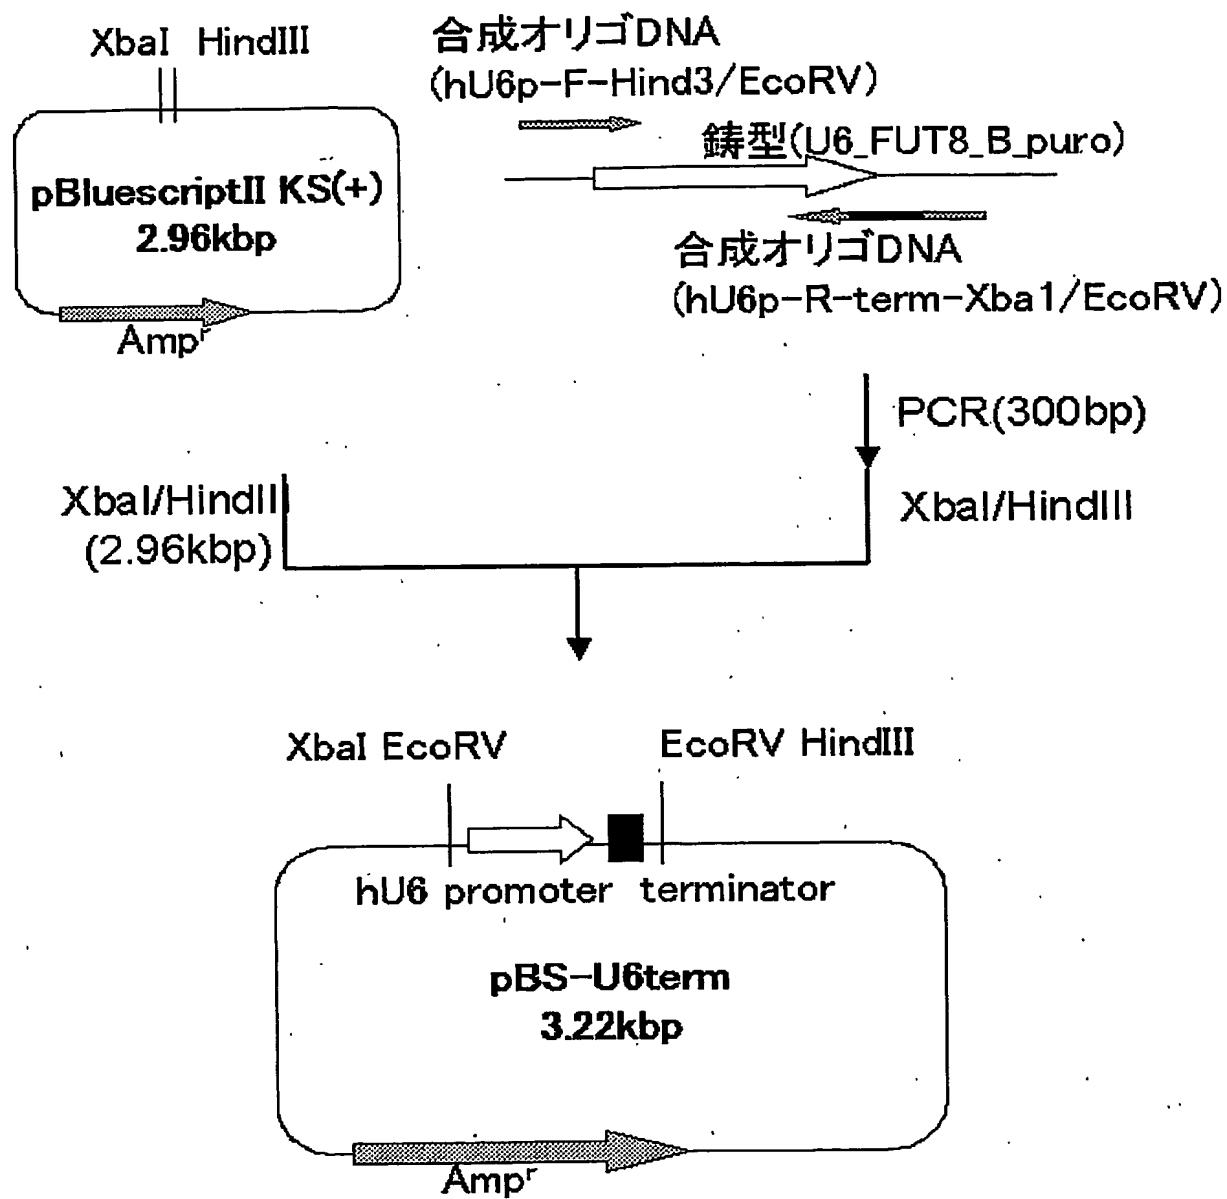 XbaI HindIII
pBluescriptII KS(+)
2.96kbp
Ampʳ
合成オリゴDNA
(hU6p-F-Hind3/EcoRV)
鋳型(U6_FUT8_B_puro)
合成オリゴDNA
(hU6p-R-term-Xba1/EcoRV)
PCR(300bp)
XbaI/HindIII
(2.96kbp)
XbaI/HindIII
XbaI EcoRV
EcoRV HindIII
hU6 promoter terminator
pBS-U6term
3.22kbp
Ampʳ